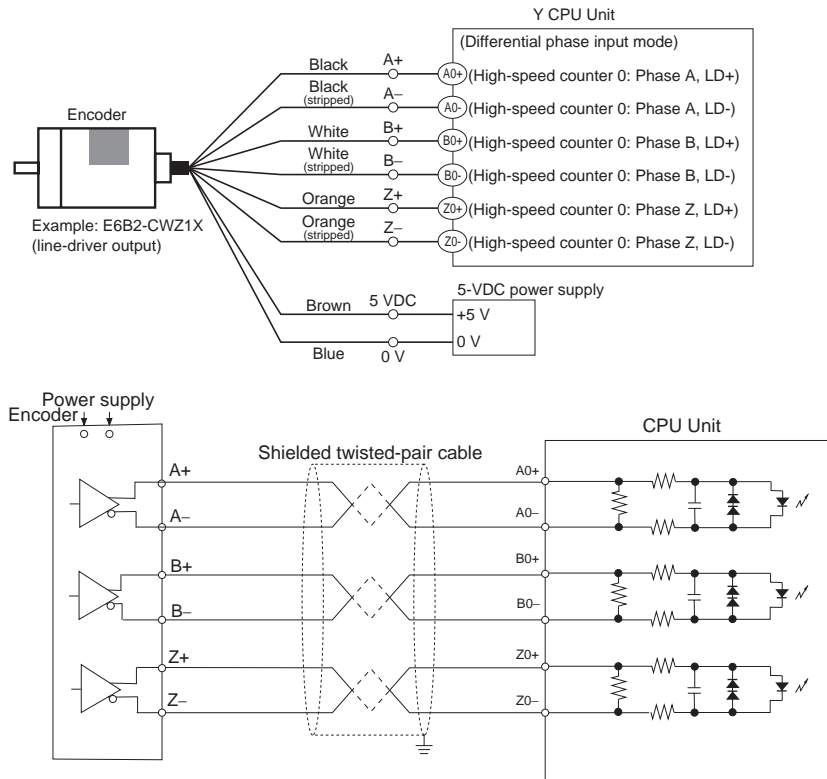 Y CPU Unit
(Differential phase input mode)
Black A+ A0+ (High-speed counter 0: Phase A, LD+)
Black (stripped) A− A0- (High-speed counter 0: Phase A, LD-)
Encoder
White B+ B0+ (High-speed counter 0: Phase B, LD+)
White (stripped) B− B0- (High-speed counter 0: Phase B, LD-)
Orange Z+ Z0+ (High-speed counter 0: Phase Z, LD+)
Orange (stripped) Z− Z0- (High-speed counter 0: Phase Z, LD-)
Example: E6B2-CWZ1X
(line-driver output)
5-VDC power supply
Brown 5 VDC +5 V
Blue 0 V 0 V
Power supply
Encoder
CPU Unit
Shielded twisted-pair cable
A+ A0+
A− A0−
B+ B0+
B− B0−
Z+ Z0+
Z− Z0−